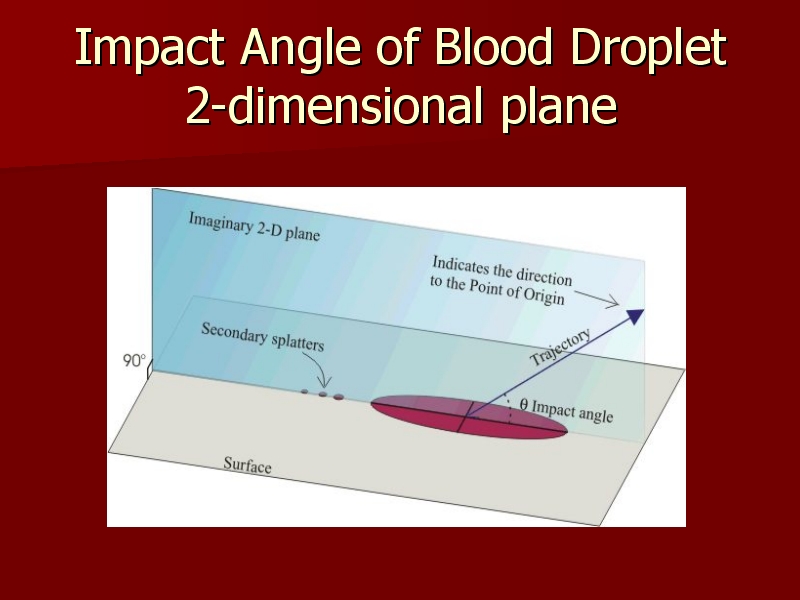 Impact Angle of Blood Droplet
2-dimensional plane
Imaginary 2-D plane
Indicates the direction
to the Point of Origin
Secondary splatters
Trajectory
90°
θ Impact angle
Surface